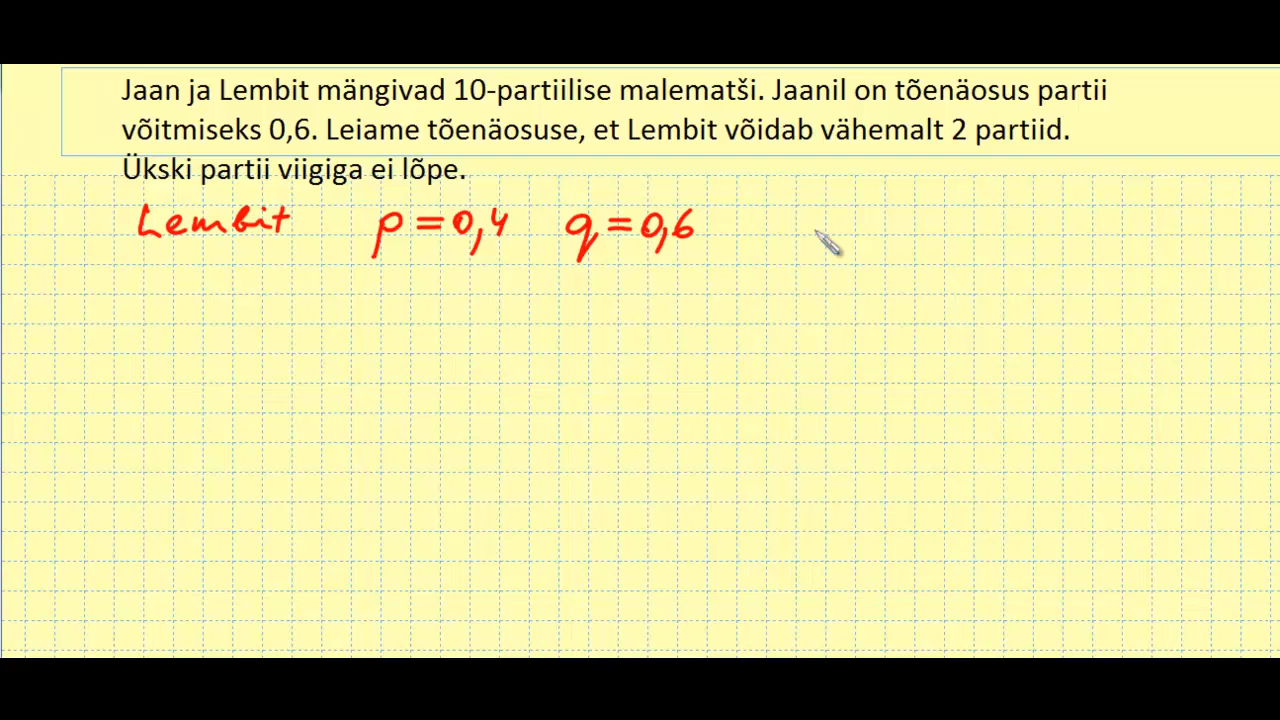 Jaan ja Lembit mängivad 10-partiilise malematši. Jaanil on tõenäosus partii
võitmiseks 0,6. Leiame tõenäosuse, et Lembit võidab vähemalt 2 partiid.
Ükski partii viigiga ei lõpe.
Lembit p = 0,4 q = 0,6